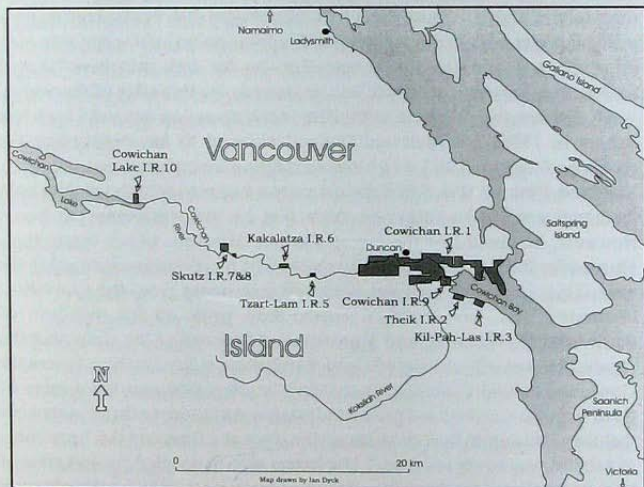 Namaimo
Ladysmith
Galiano Island
Cowichan
Lake I.R.10
Vancouver
Cowichan
Lake
Cowichan
River
Kakalatza I.R.6
Cowichan I.R.1
Duncan
Saltspring
Island
Skutz I.R.7&8
Cowichan Bay
Tzart-Lam I.R.5
Cowichan I.R.9
Theik I.R.2
Kil-Pah-Las I.R.3
Island
Koksilah River
N
Saanich
Peninsula
0
20 km
Victoria
Map drawn by Ian Dyck